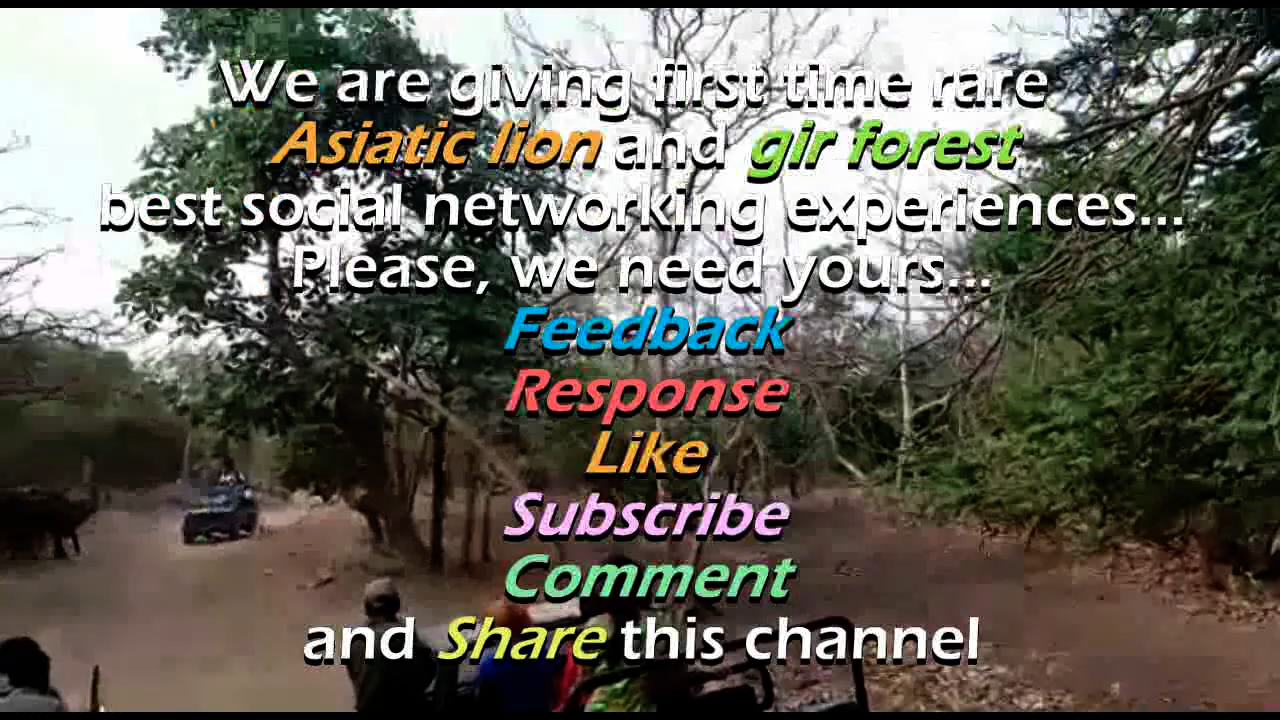 We are giving first time rare
Asiatic lion and gir forest
best social networking experiences...
Please, we need yours...
Feedback
Response
Like
Subscribe
Comment
and Share this channel